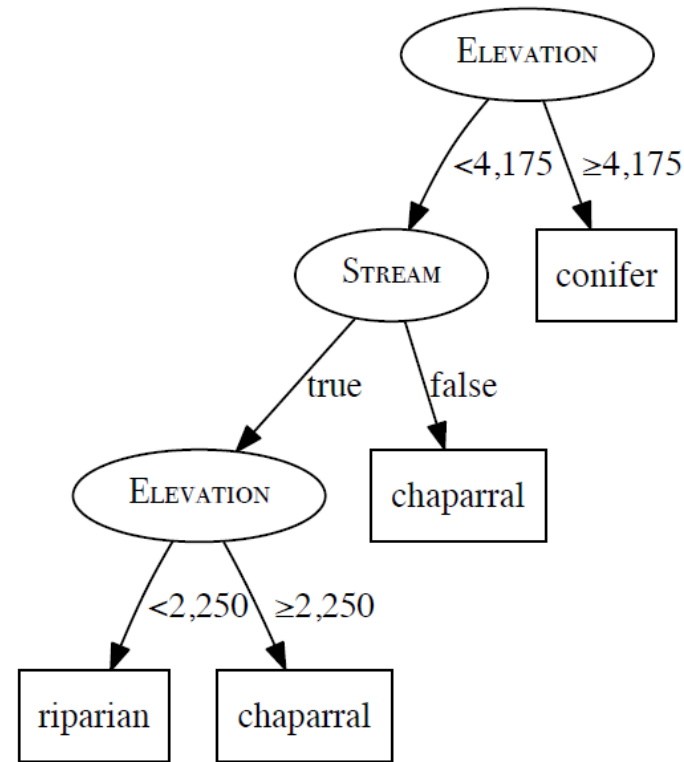 ELEVATION
<4,175 ≥4,175
STREAM
conifer
true false
ELEVATION
chaparral
<2,250 ≥2,250
riparian
chaparral